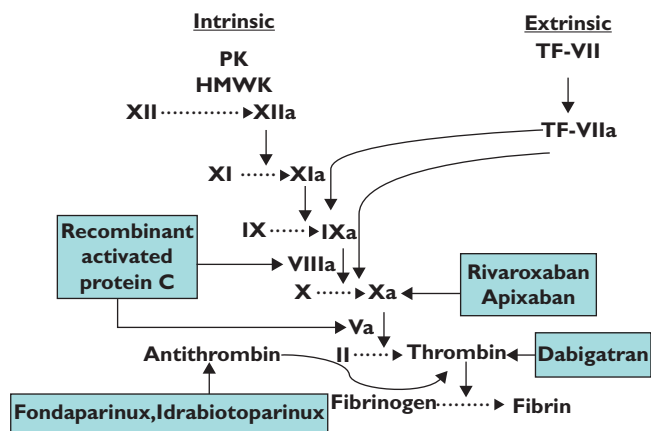 Intrinsic
Extrinsic
PK
TF-VII
HMWK
XII XIIa
TF-VIIa
XI XIa
IX IXa
Recombinant
activated
protein C
VIIIa
Rivaroxaban
Apixaban
X Xa
Va
Antithrombin
II Thrombin
Dabigatran
Fondaparinux,Idrabiotoparinux
Fibrinogen Fibrin